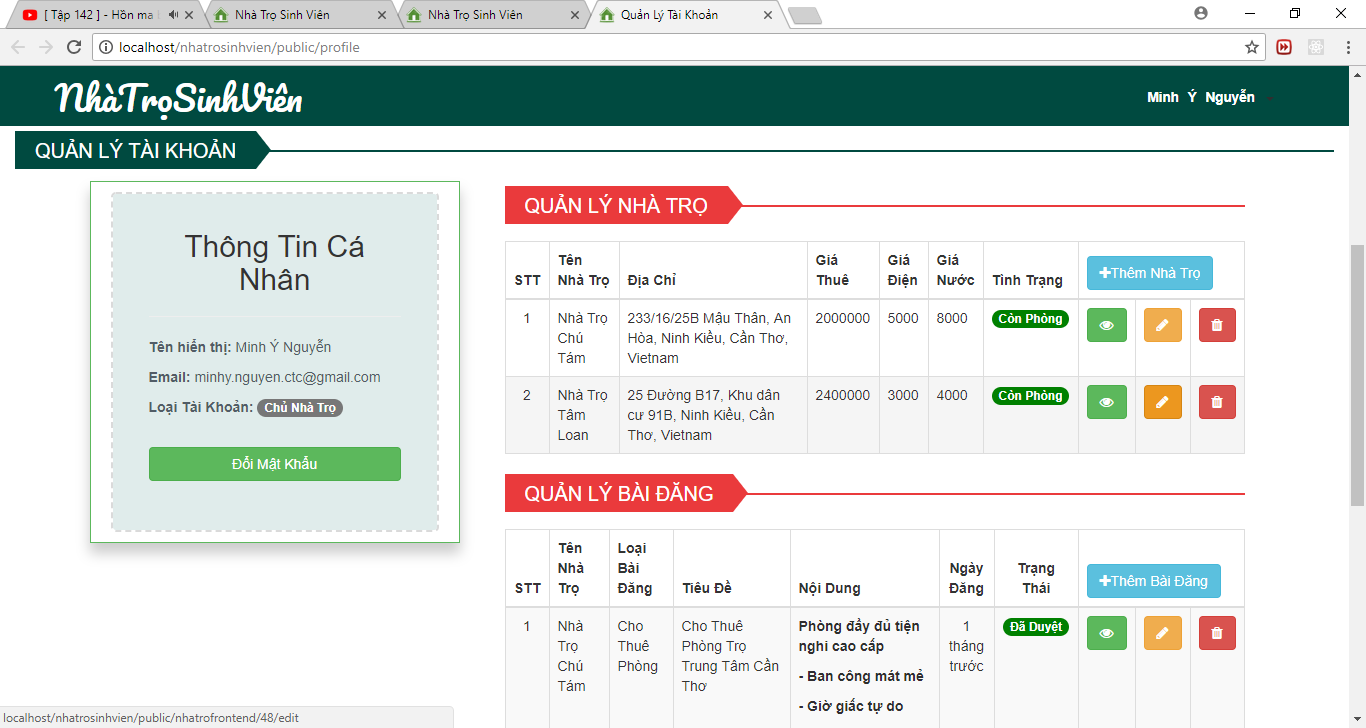 [ Tập 142 ] - Hồn ma
Nhà Trọ Sinh Viên
Nhà Trọ Sinh Viên
Quản Lý Tài Khoản
localhost/nhatrosinhvien/public/profile
NhàTrọSinhViên
Minh Ý Nguyễn
QUẢN LÝ TÀI KHOẢN
Thông Tin Cá
Nhân
Tên hiển thị: Minh Ý Nguyễn
Email: minhy.nguyen.ctc@gmail.com
Loại Tài Khoản: Chủ Nhà Trọ
Đổi Mật Khẩu
QUẢN LÝ NHÀ TRỌ
STT Tên Nhà Trọ Địa Chỉ Giá Thuê Giá Điện Giá Nước Tình Trạng Thêm Nhà Trọ
1 Nhà Trọ 233/16/25B Mậu Thân, An 2000000 5000 8000 Còn Phòng
Chú Hòa, Ninh Kiều, Cần Thơ,
Tám Vietnam
2 Nhà Trọ 25 Đường B17, Khu dân 2400000 3000 4000 Còn Phòng
Tâm cư 91B, Ninh Kiều, Cần
Loan Thơ, Vietnam
QUẢN LÝ BÀI ĐĂNG
STT Tên Nhà Trọ Loại Bài Đăng Tiêu Đề Nội Dung Ngày Đăng Trạng Thái Thêm Bài Đăng
1 Nhà Cho Cho Thuê Phòng đầy đủ tiện 1 Đã Duyệt
Trọ Thuê Phòng Trọ nghi cao cấp tháng
Chú Phòng Trung Tâm Cần - Ban công mát mẻ trước
Tám Thơ - Giờ giấc tự do
localhost/nhatrosinhvien/public/nhatrofrontend/48/edit